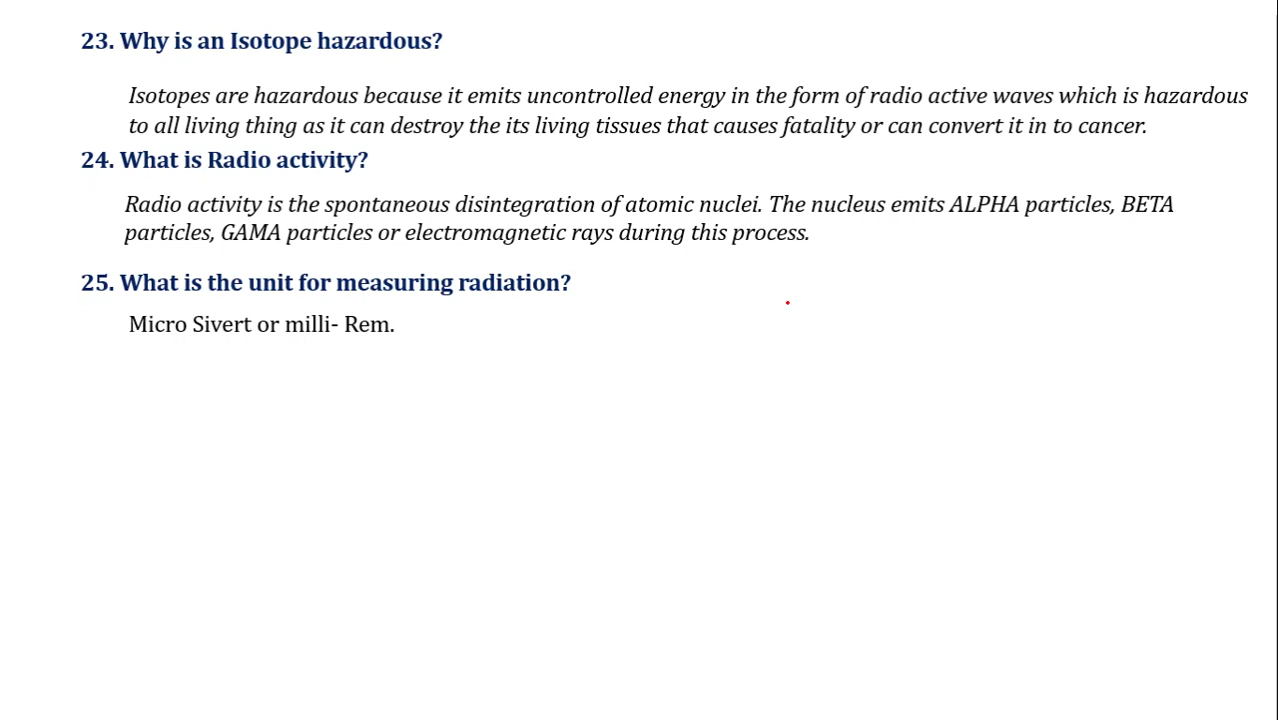 23. Why is an Isotope hazardous?
Isotopes are hazardous because it emits uncontrolled energy in the form of radio active waves which is hazardous
to all living thing as it can destroy the its living tissues that causes fatality or can convert it in to cancer.
24. What is Radio activity?
Radio activity is the spontaneous disintegration of atomic nuclei. The nucleus emits ALPHA particles, BETA
particles, GAMA particles or electromagnetic rays during this process.
25. What is the unit for measuring radiation?
Micro Sivert or milli- Rem.